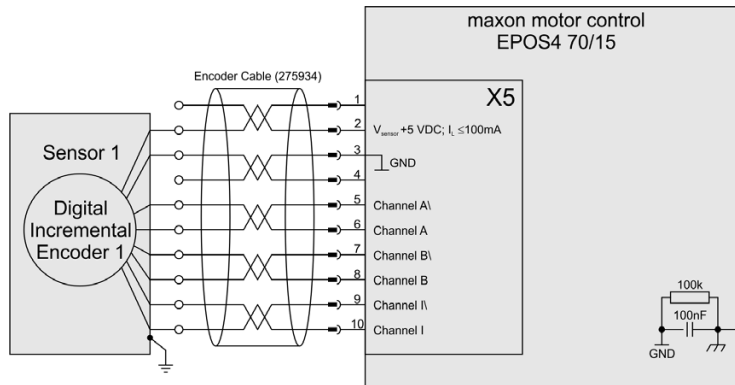 maxon motor control
EPOS4 70/15
Encoder Cable (275934)
X5
1
2
V sensor +5 VDC; I L ≤100mA
3
GND
4
Sensor 1
Digital
Incremental
Encoder 1
5
Channel A\
6
Channel A
7
Channel B\
8
Channel B
9
Channel I\
10
Channel I
100k
100nF
GND